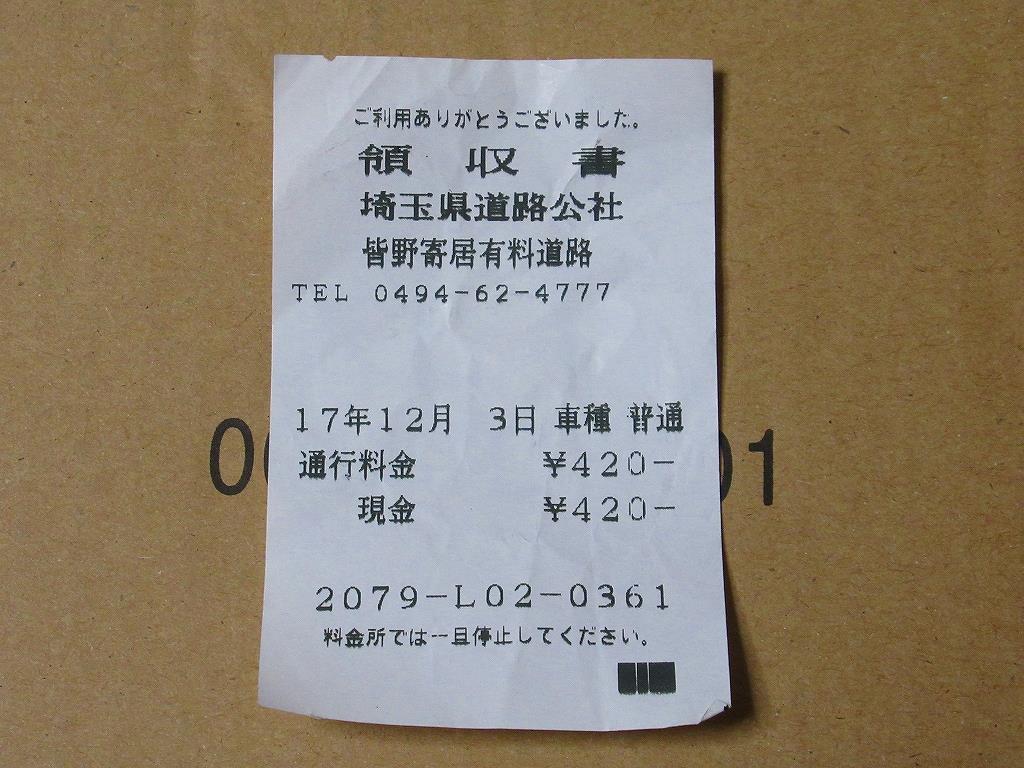 ご利用ありがとうございました。
領 収 書
埼玉県道路公社
皆野寄居有料道路
TEL 0494-62-4777
17年12月 3日 車種 普通
通行料金 ¥420-
現金 ¥420-
2079-L02-0361
料金所では一旦停止してください。